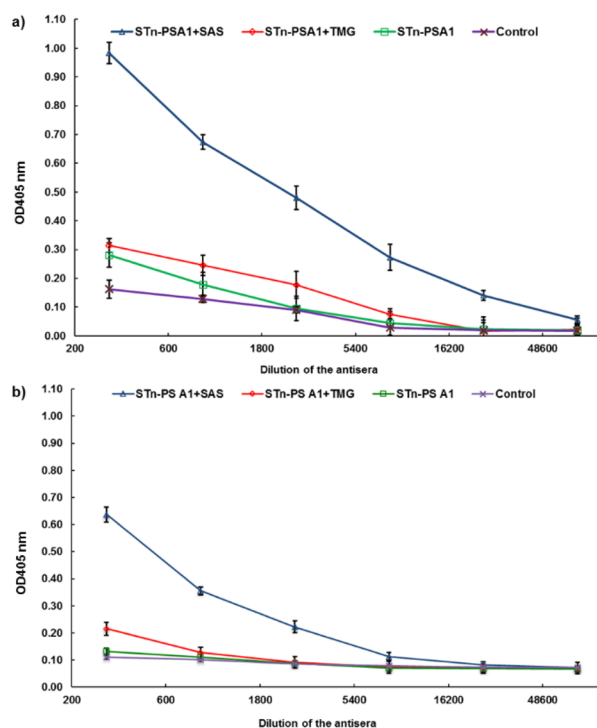 a)
STn-PSA1+SAS STn-PSA1+TMG STn-PSA1 Control
1.10
1.00
0.90
0.80
0.70
0.60
0.50
0.40
0.30
0.20
0.10
0.00
OD405 nm
200 600 1800 5400 16200 48600
Dilution of the antisera
b)
STn-PS A1+SAS STn-PS A1+TMG STn-PS A1 Control
1.10
1.00
0.90
0.80
0.70
0.60
0.50
0.40
0.30
0.20
0.10
0.00
OD405 nm
200 600 1800 5400 16200 48600
Dilution of the antisera